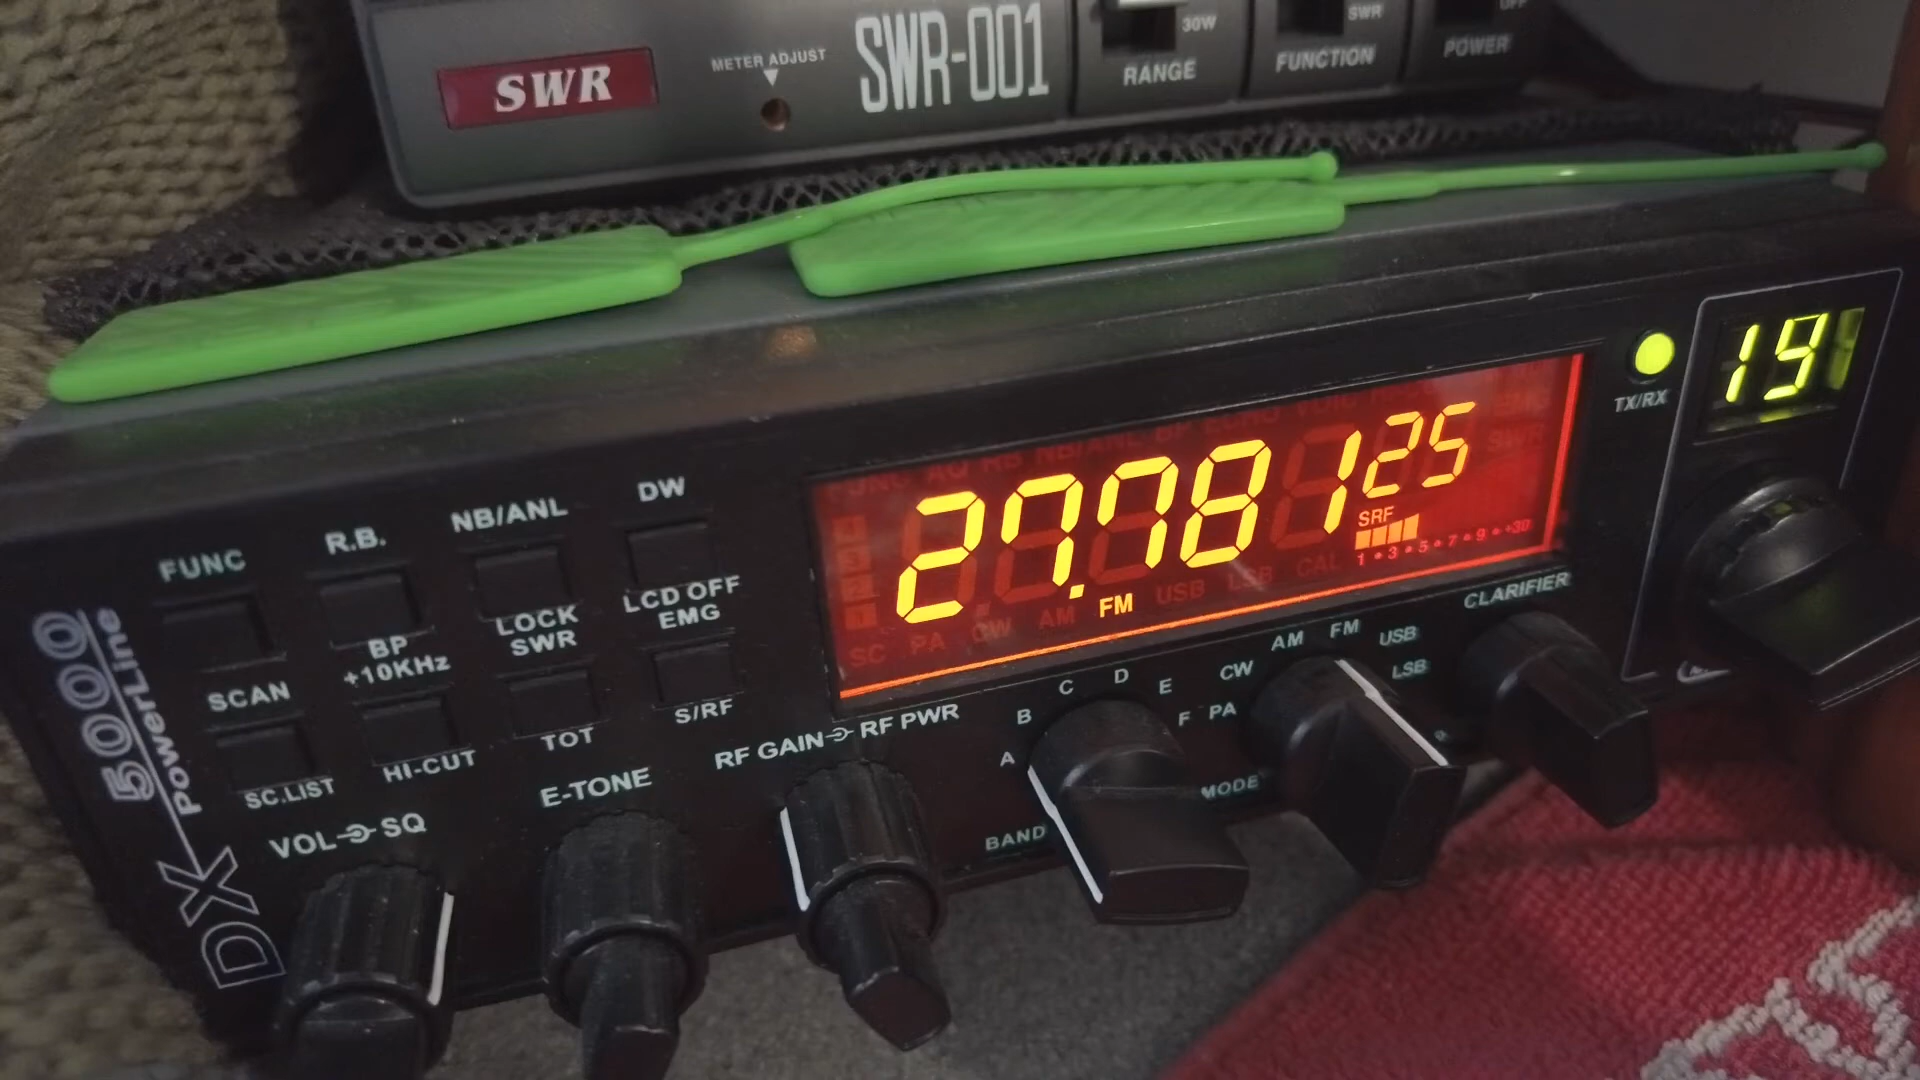 SWR
METER ADJUST
SWR-001
30W
RANGE
SWR
FUNCTION
OFF
POWER
19
TX/RX
27.78125
SRF
1 • 3 • 5 • 7 • 9 • +30
SC PA CW AM FM USB LSB CAL
FUNC
R.B.
NB/ANL
DW
SCAN
BP
+10KHz
LOCK
SWR
LCD OFF
EMG
SC.LIST
HI-CUT
TOT
S/RF
DX 5000
PowerLine
VOL SQ
E-TONE
RF GAIN RF PWR
BAND
A
B
C
D
E
F
MODE
PA
CW
AM
FM
USB
LSB
CLARIFIER